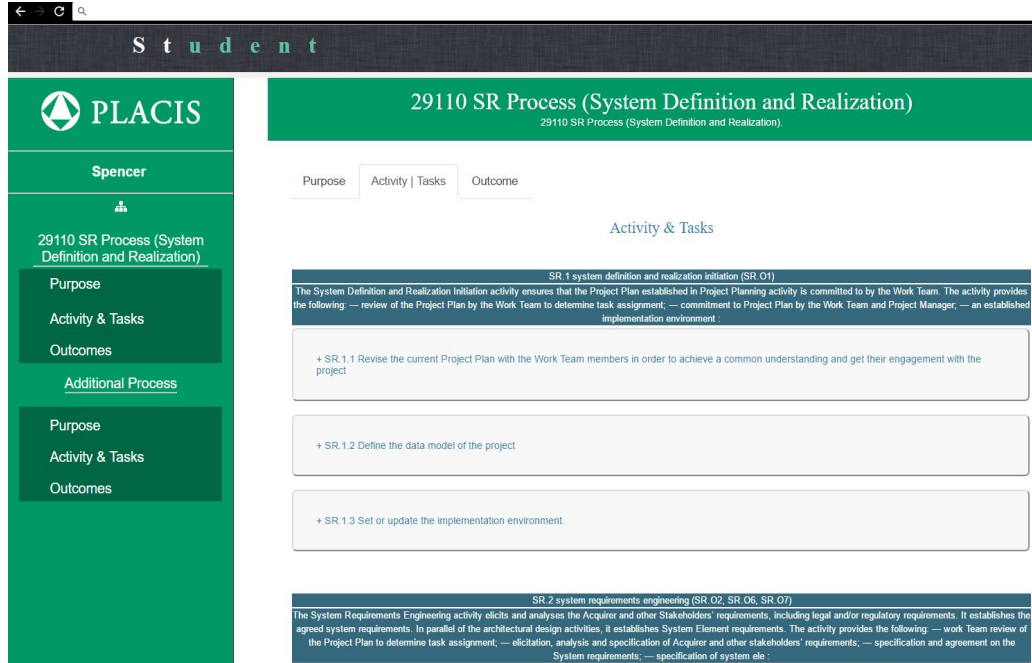 Student
PLACIS
29110 SR Process (System Definition and Realization)
29110 SR Process (System Definition and Realization).
Spencer
29110 SR Process (System
Definition and Realization)
Purpose
Activity & Tasks
Outcomes
Additional Process
Purpose
Activity & Tasks
Outcomes
Purpose Activity | Tasks Outcome
Activity & Tasks
SR.1 system definition and realization initiation (SR.O1)
The System Definition and Realization Initiation activity ensures that the Project Plan established in Project Planning activity is committed to by the Work Team. The activity provides
the following: — review of the Project Plan by the Work Team to determine task assignment; — commitment to Project Plan by the Work Team and Project Manager; — an established
implementation environment :
+ SR.1.1 Revise the current Project Plan with the Work Team members in order to achieve a common understanding and get their engagement with the
project
+ SR.1.2 Define the data model of the project
+ SR.1.3 Set or update the implementation environment.
SR.2 system requirements engineering (SR.O2, SR.O6, SR.O7)
The System Requirements Engineering activity elicits and analyses the Acquirer and other Stakeholders' requirements, including legal and/or regulatory requirements. It establishes the
agreed system requirements. In parallel of the architectural design activities, it establishes System Element requirements. The activity provides the following: — work Team review of
the Project Plan to determine task assignment; — elicitation, analysis and specification of Acquirer and other stakeholders' requirements; — specification and agreement on the
System requirements; — specification of system ele :